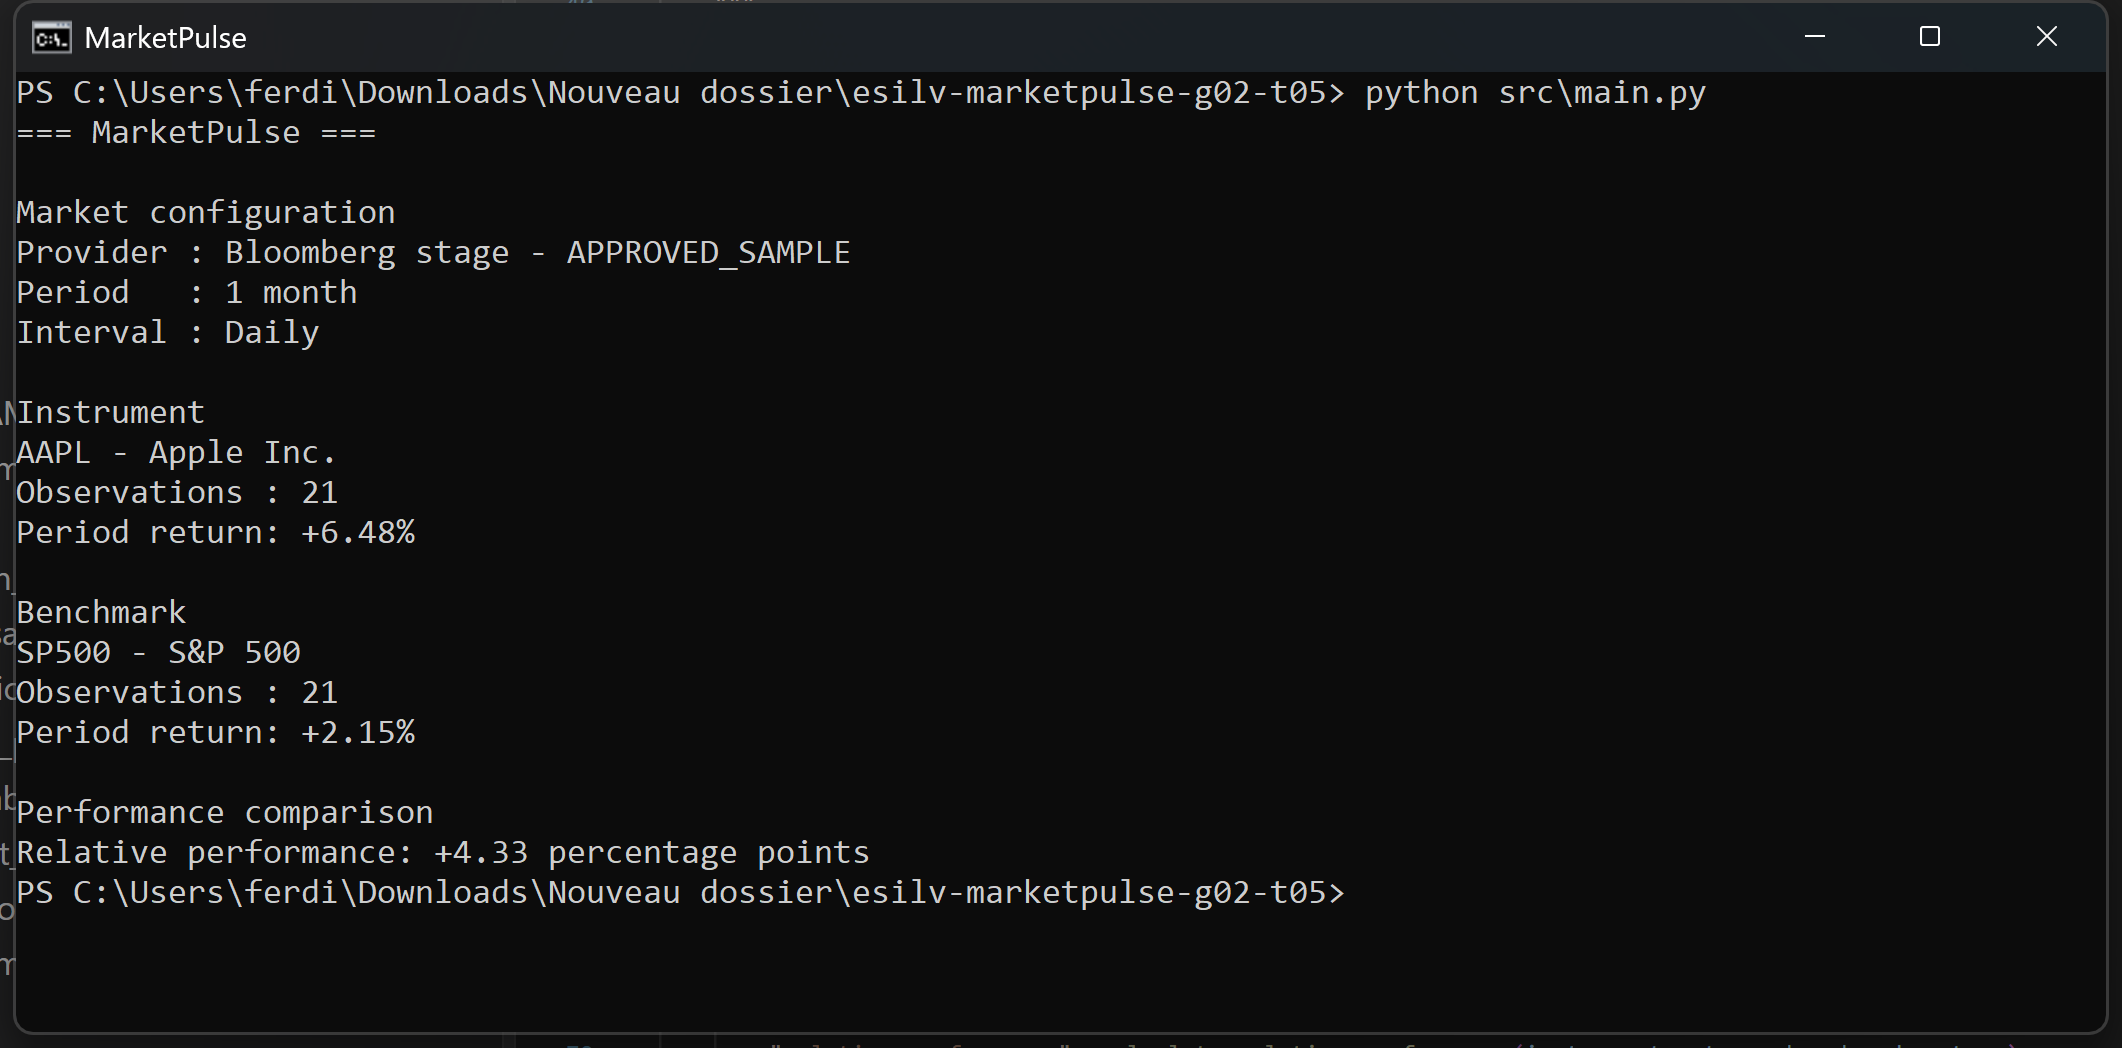 MarketPulse
PS C:\Users\ferdi\Downloads\Nouveau dossier\esilv-marketpulse-g02-t05> python src\main.py
=== MarketPulse ===
Market configuration
Provider : Bloomberg stage - APPROVED_SAMPLE
Period   : 1 month
Interval : Daily
Instrument
AAPL - Apple Inc.
Observations : 21
Period return: +6.48%
Benchmark
SP500 - S&P 500
Observations : 21
Period return: +2.15%
Performance comparison
Relative performance: +4.33 percentage points
PS C:\Users\ferdi\Downloads\Nouveau dossier\esilv-marketpulse-g02-t05>